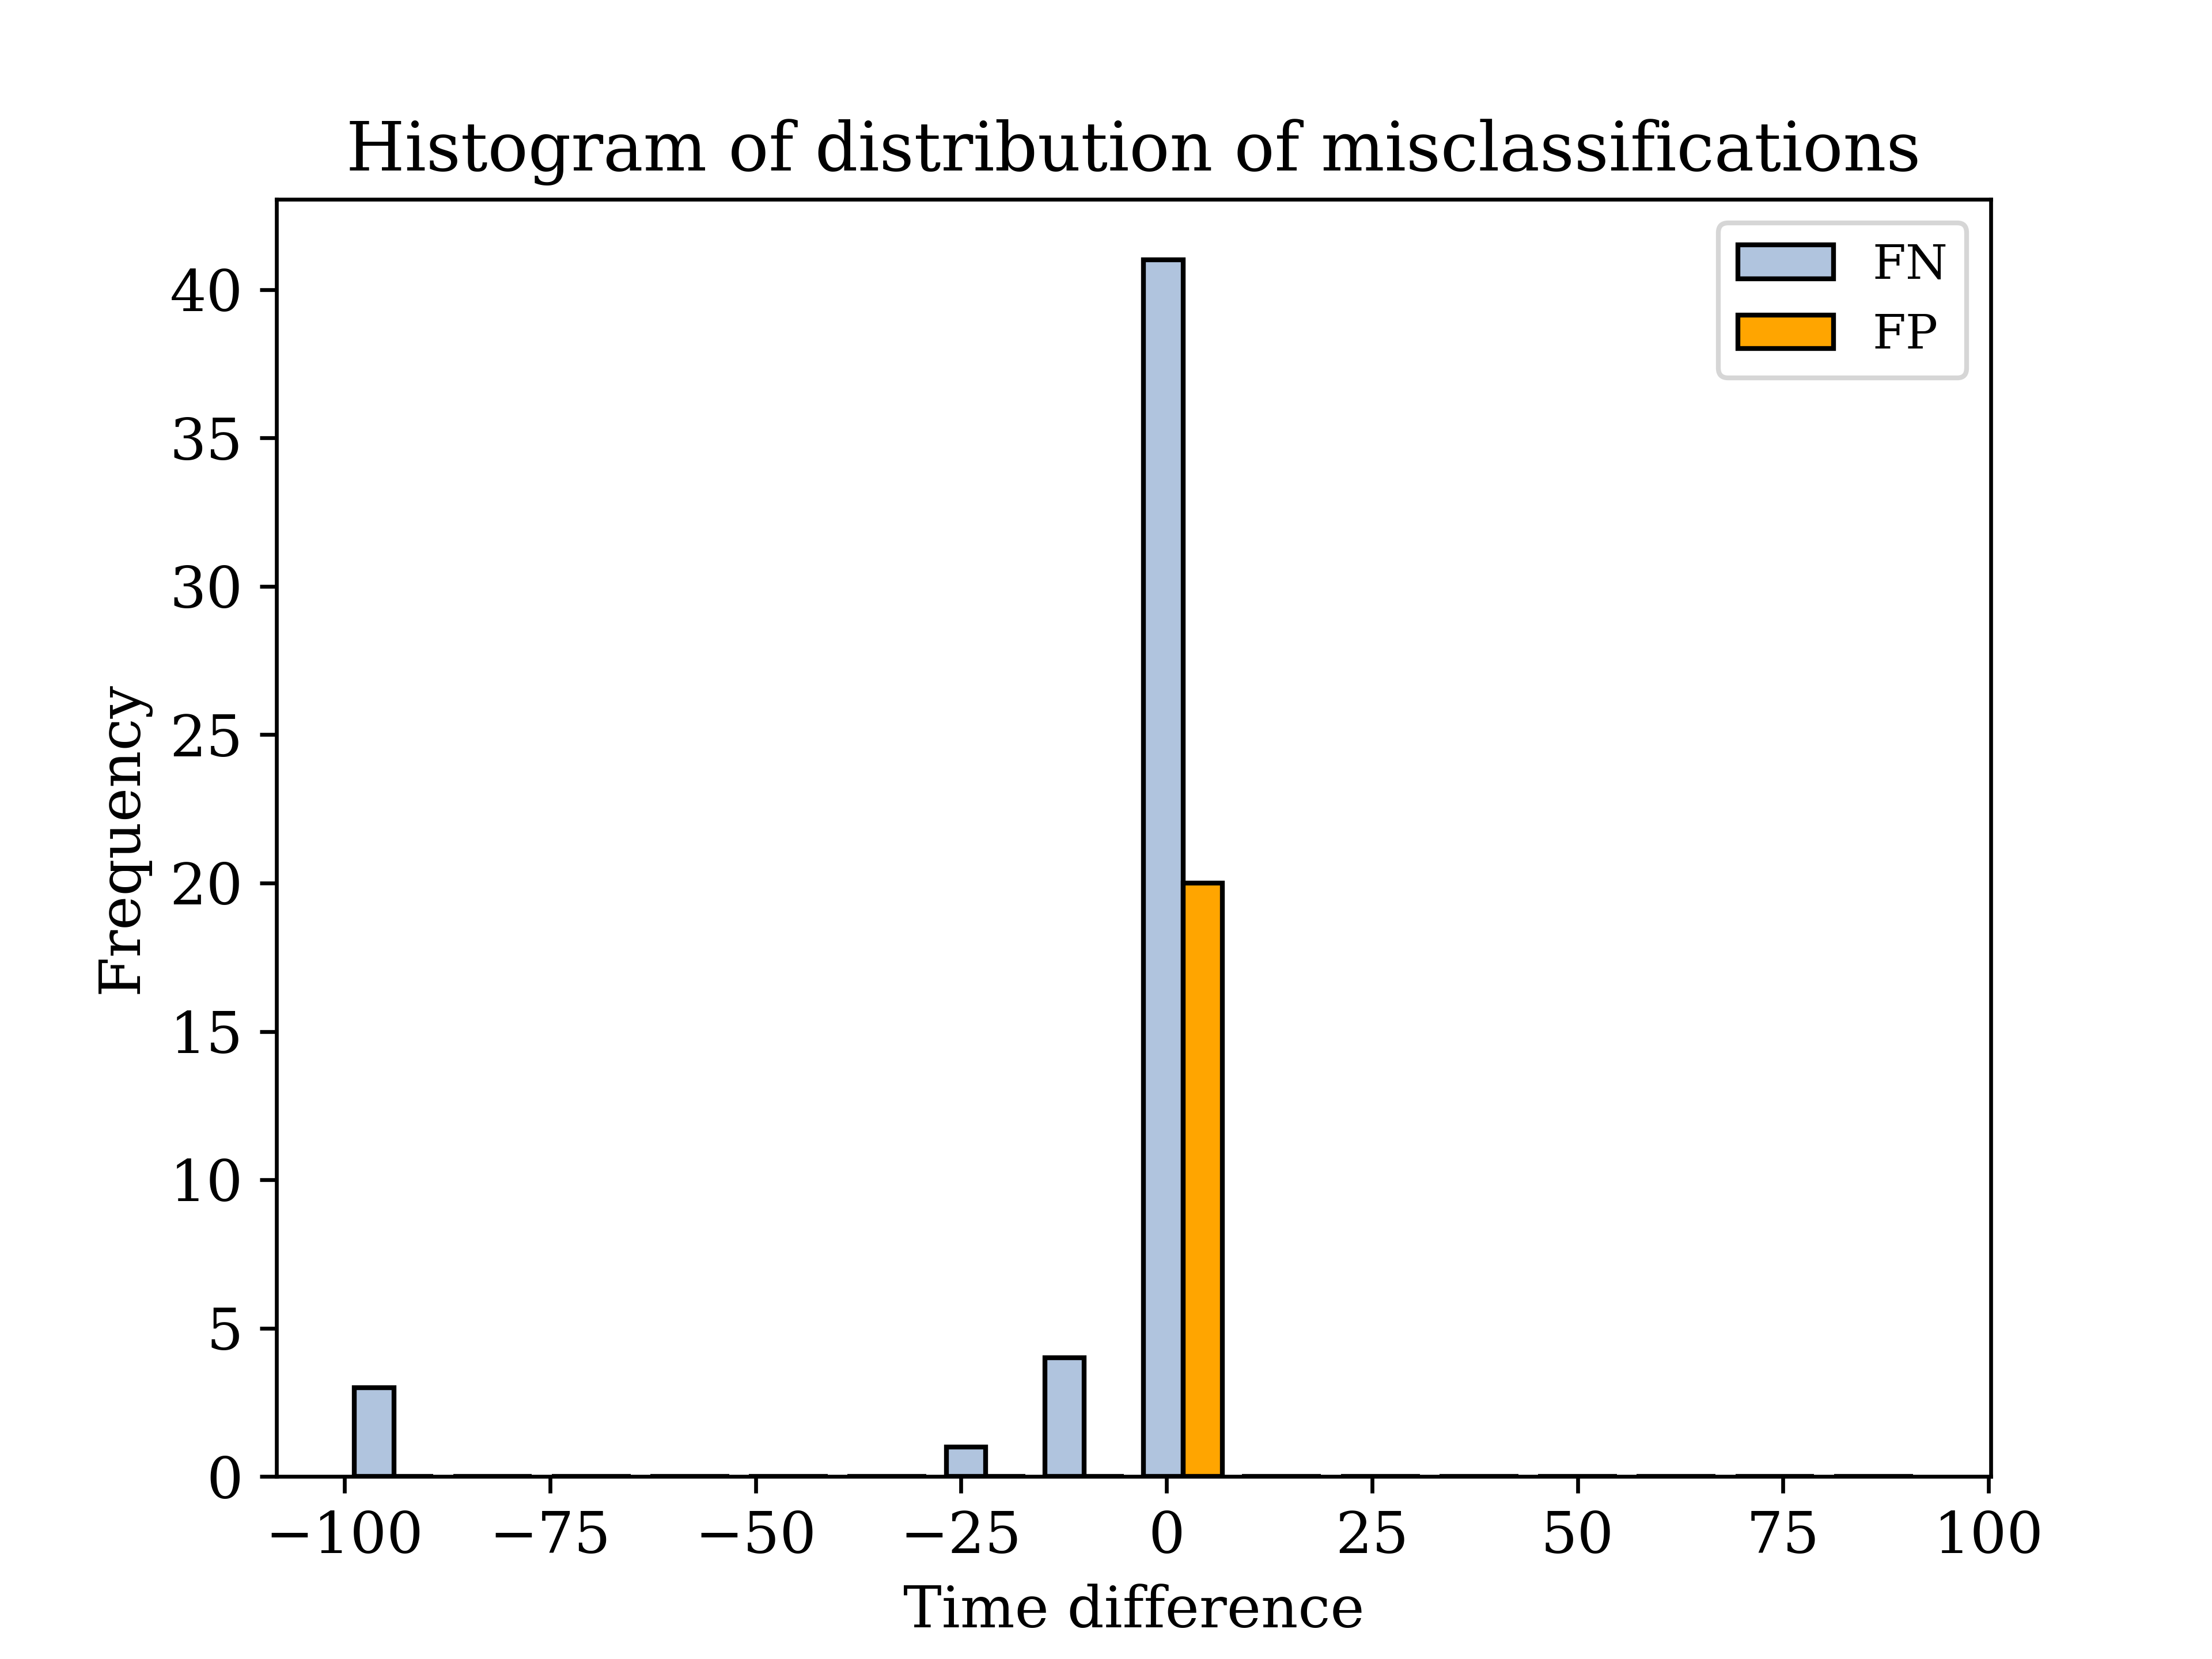 Histogram of distribution of misclassifications
FN
FP
40
35
30
25
20
15
10
5
0
Frequency
−100 −75 −50 −25 0 25 50 75 100
Time difference